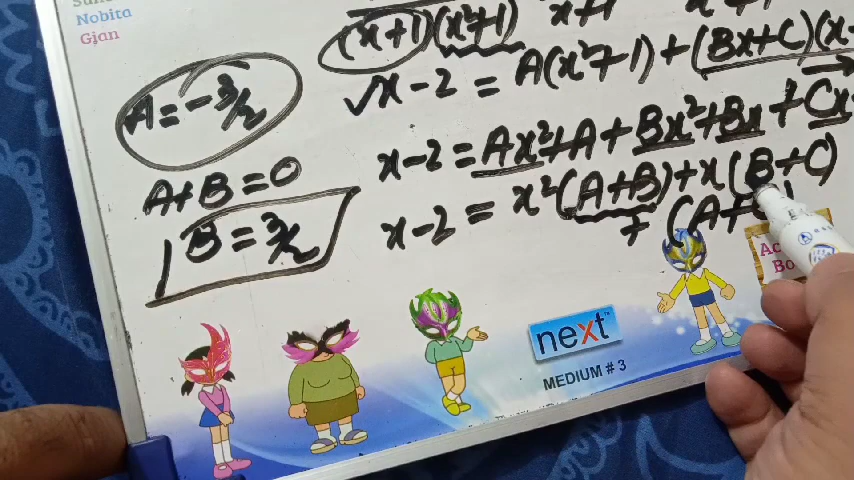 Nobita
Gian
(x+1)(x²+1) x+1
√x-2 = A(x²+1) + (Bx+C)(x
A = -3/2
x-2 = Ax²+A + Bx²+Bx + Cx
A+B=0
x-2 = x²(A+B)+x(B+C)
+ (A+
B = 3/2
next
MEDIUM # 3